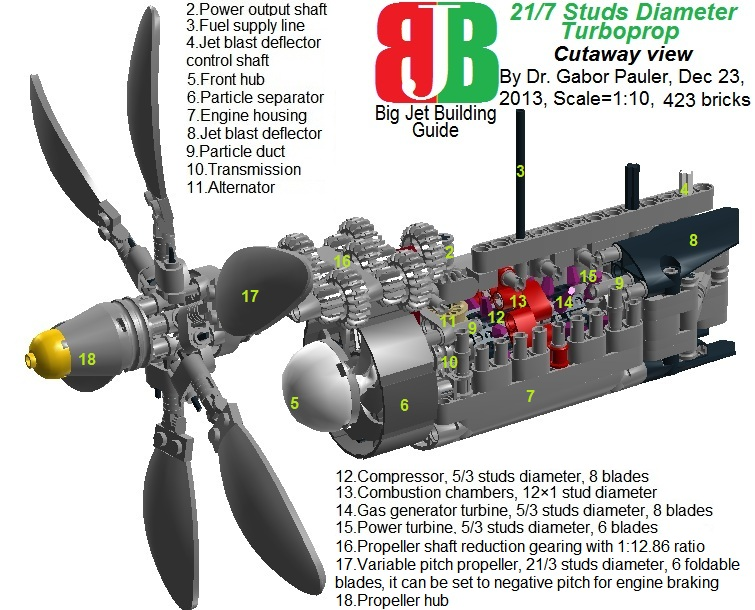 2.Power output shaft
3.Fuel supply line
4.Jet blast deflector
control shaft
5.Front hub
6.Particle separator
7.Engine housing
8.Jet blast deflector
9.Particle duct
10.Transmission
11.Alternator
BJB
Big Jet Building
Guide
21/7 Studs Diameter
Turboprop
Cutaway view
By Dr. Gabor Pauler, Dec 23,
2013, Scale=1:10, 423 bricks
3
4
2
16
8
15
9
17
13
14
11
12
9
18
10
5
6
7
12.Compressor, 5/3 studs diameter, 8 blades
13.Combustion chambers, 12×1 stud diameter
14.Gas generator turbine, 5/3 studs diameter, 8 blades
15.Power turbine, 5/3 studs diameter, 6 blades
16.Propeller shaft reduction gearing with 1:12.86 ratio
17.Variable pitch propeller, 21/3 studs diameter, 6 foldable
blades, it can be set to negative pitch for engine braking
18.Propeller hub